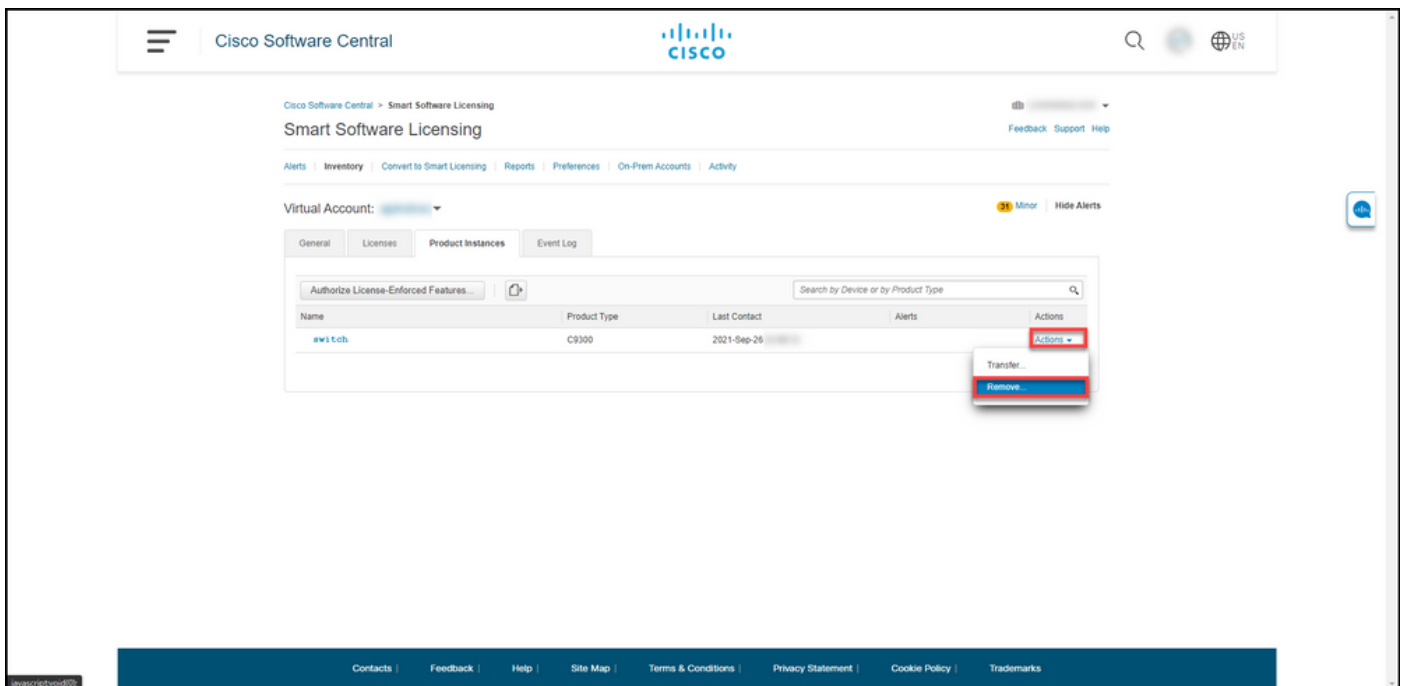 Cisco Software Central
CISCO
US
EN
Cisco Software Central > Smart Software Licensing
Smart Software Licensing
Feedback Support Help
Alerts | Inventory | Convert to Smart Licensing | Reports | Preferences | On-Prem Accounts | Activity
Virtual Account:
31 Minor | Hide Alerts
General Licenses Product Instances Event Log
Authorize License-Enforced Features...
Search by Device or by Product Type
Name Product Type Last Contact Alerts Actions
switch C9300 2021-Sep-26 Actions
Transfer...
Remove...
Contacts | Feedback | Help | Site Map | Terms & Conditions | Privacy Statement | Cookie Policy | Trademarks